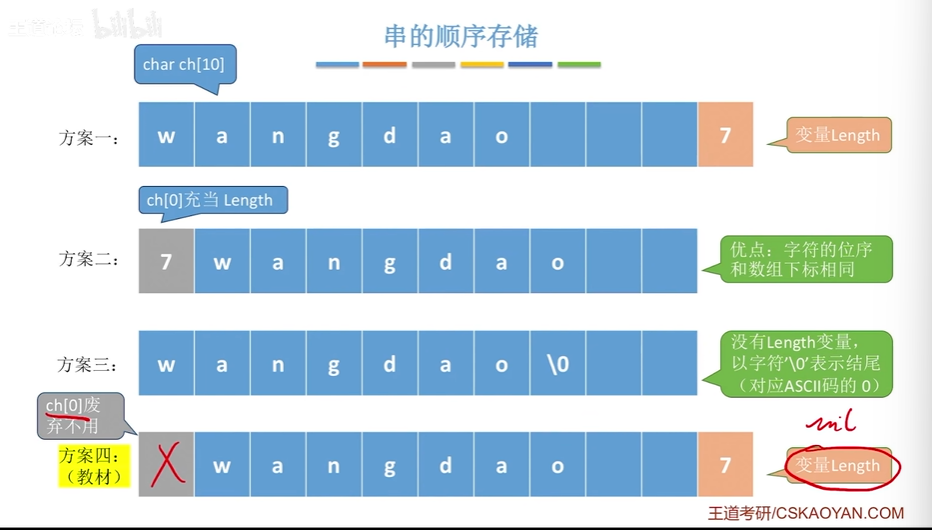 bilibili
串的顺序存储
char ch[10]
方案一：
w a n g d a o 7
变量Length
ch[0]充当 Length
方案二：
7 w a n g d a o
优点：字符的位序
和数组下标相同
方案三：
w a n g d a o \0
没有Length变量，
以字符'\0'表示结尾
（对应ASCII码的 0）
ch[0]废
弃不用
方案四：
（教材）
w a n g d a o 7
变量Length
王道考研/CSKAOYAN.COM